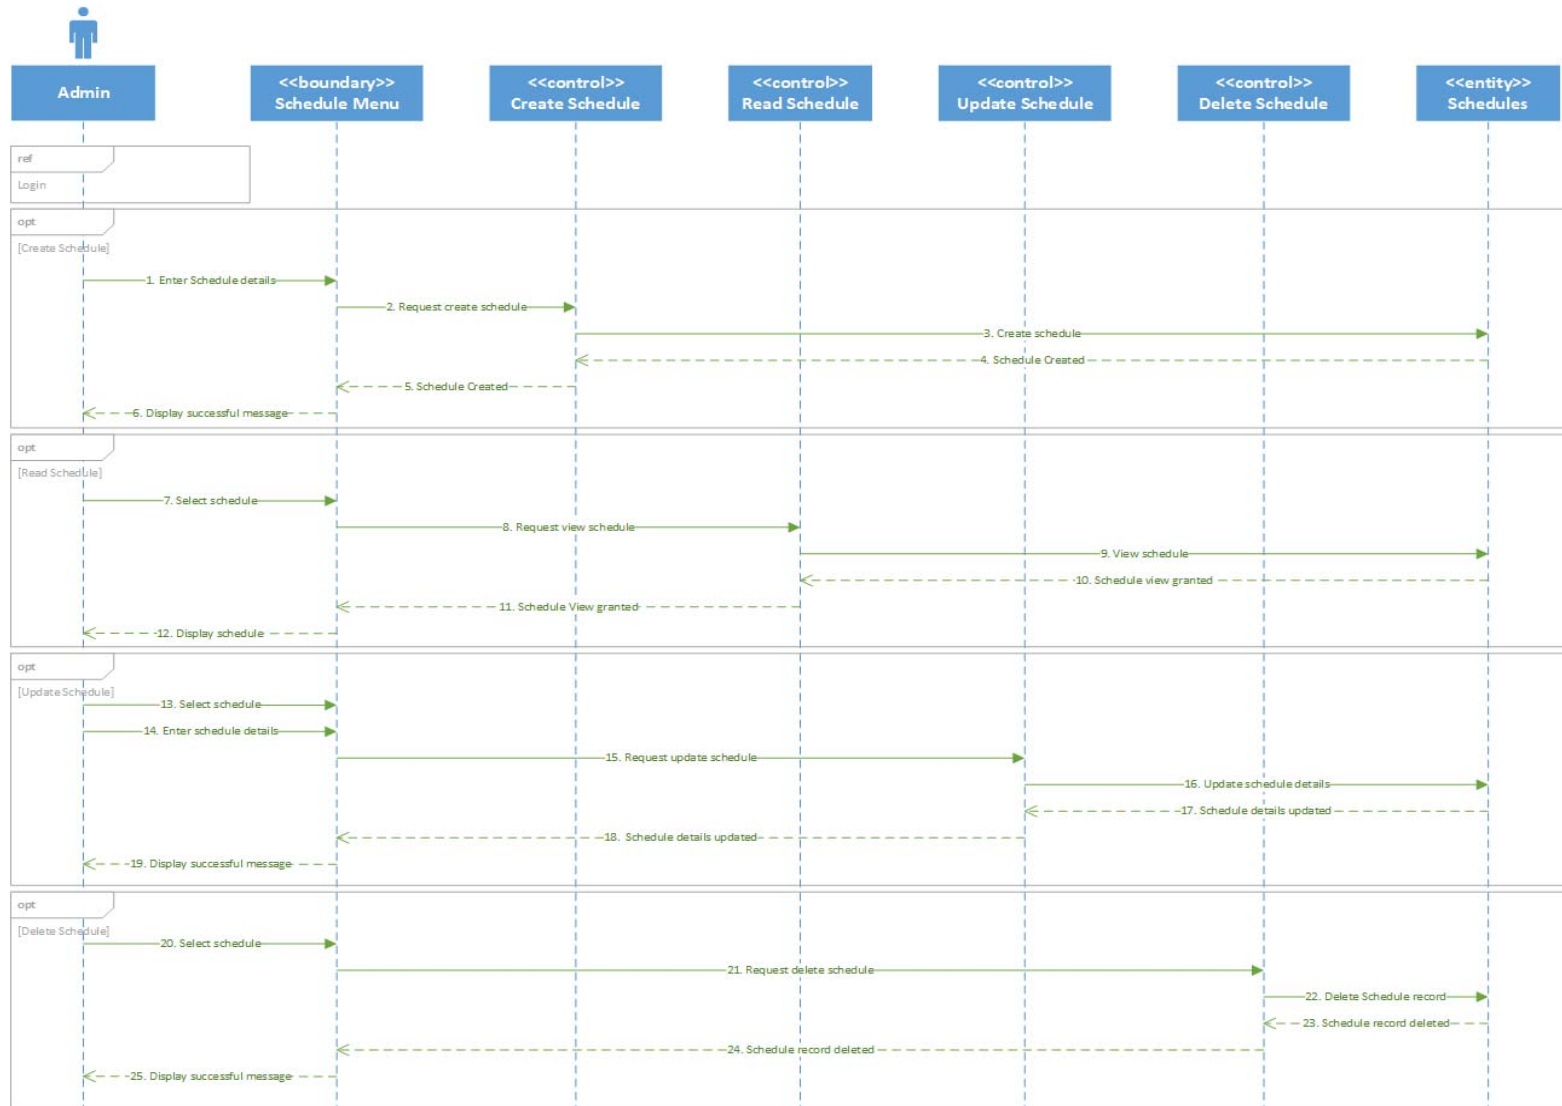 Admin
<<boundary>>
Schedule Menu
<<control>>
Create Schedule
<<control>>
Read Schedule
<<control>>
Update Schedule
<<control>>
Delete Schedule
<<entity>>
Schedules
ref
Login
opt
[Create Schedule]
1. Enter Schedule details
2. Request create schedule
3. Create schedule
4. Schedule Created
5. Schedule Created
6. Display successful message
opt
[Read Schedule]
7. Select schedule
8. Request view schedule
9. View schedule
10. Schedule view granted
11. Schedule View granted
12. Display schedule
opt
[Update Schedule]
13. Select schedule
14. Enter schedule details
15. Request update schedule
16. Update schedule details
17. Schedule details updated
18. Schedule details updated
19. Display successful message
opt
[Delete Schedule]
20. Select schedule
21. Request delete schedule
22. Delete Schedule record
23. Schedule record deleted
24. Schedule record deleted
25. Display successful message